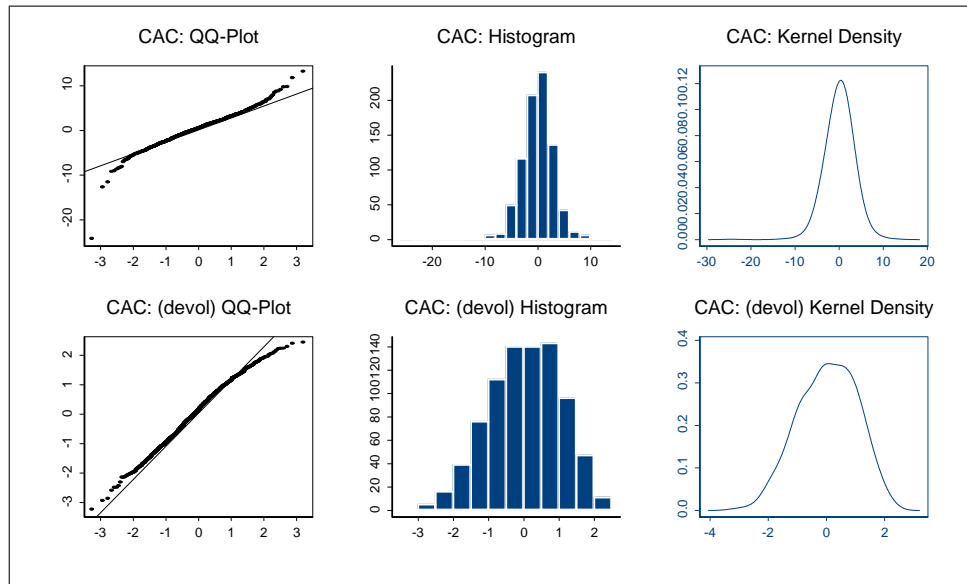 CAC: QQ-Plot
CAC: Histogram
CAC: Kernel Density
10
0
-10
-20
-3 -2 -1 0 1 2 3
200
150
100
50
0
-20 -10 0 10
0.000.020.040.060.080.100.12
-30 -20 -10 0 10 20
CAC: (devol) QQ-Plot
CAC: (devol) Histogram
CAC: (devol) Kernel Density
2
1
0
-1
-2
-3
-3 -2 -1 0 1 2 3
0 20 40 60 80 100120140
-3 -2 -1 0 1 2
0.4
0.3
0.2
0.1
0.0
-4 -2 0 2